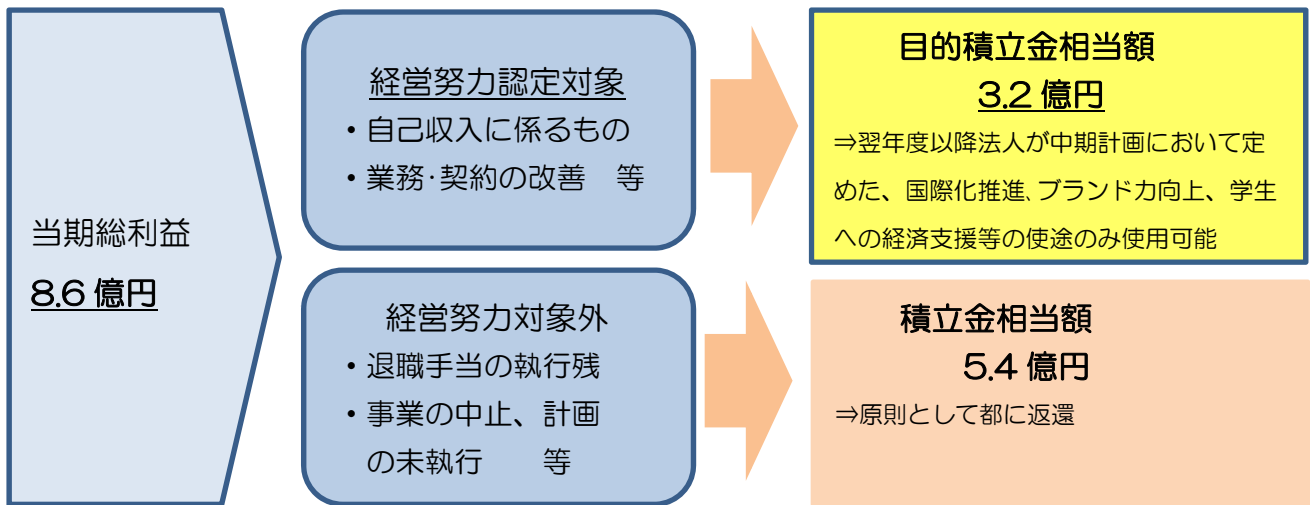 当期総利益
8.6 億円
経営努力認定対象
・自己収入に係るもの
・業務・契約の改善　等
目的積立金相当額
3.2 億円
⇒翌年度以降法人が中期計画において定
めた、国際化推進、ブランド力向上、学生
への経済支援等の使途のみ使用可能
経営努力対象外
・退職手当の執行残
・事業の中止、計画
の未執行　　等
積立金相当額
5.4 億円
⇒原則として都に返還